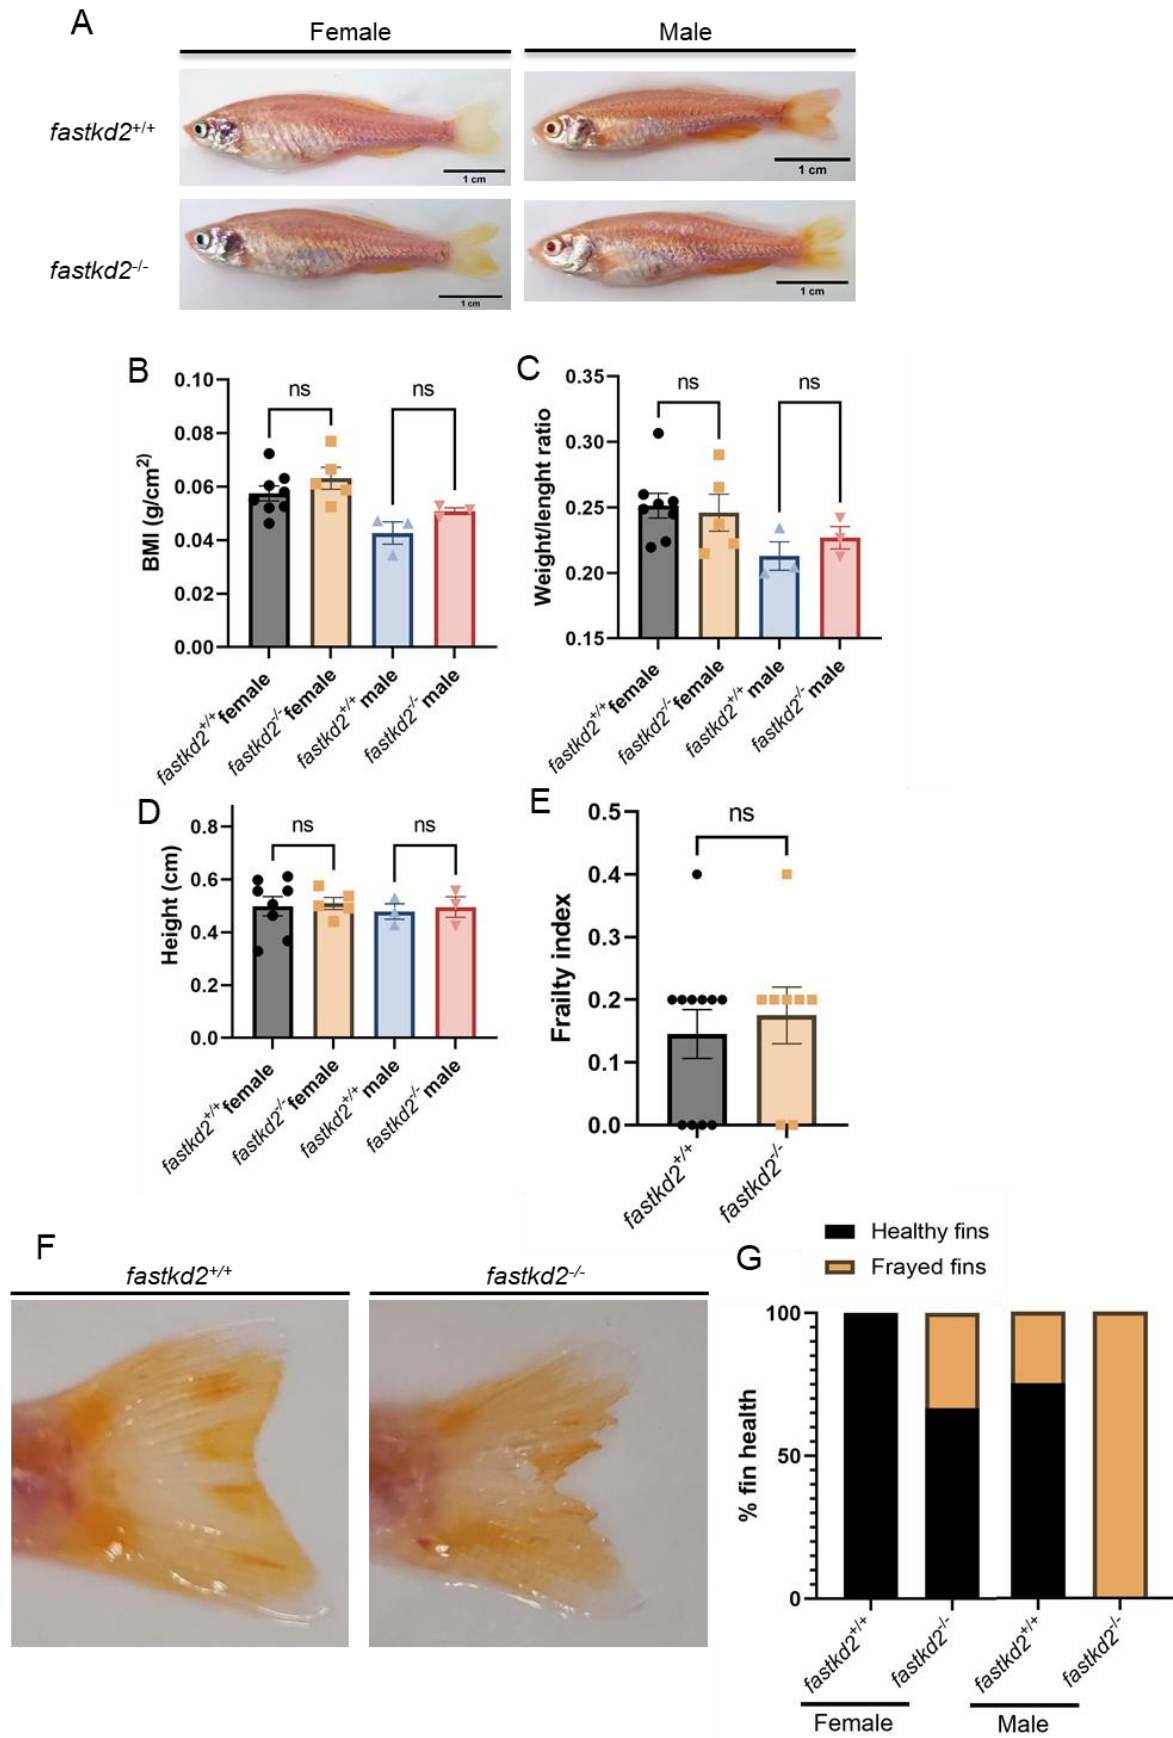 A
Female
Male
fastkd2+/+
1 cm
1 cm
fastkd2-/-
1 cm
1 cm
B
BMI (g/cm2)
0.10
0.08
0.06
0.04
0.02
0.00
ns
ns
fastkd2+/+ female
fastkd2-/- female
fastkd2+/+ male
fastkd2-/- male
C
Weight/lenght ratio
0.35
0.30
0.25
0.20
0.15
ns
ns
fastkd2+/+ female
fastkd2-/- female
fastkd2+/+ male
fastkd2-/- male
D
Height (cm)
0.8
0.6
0.4
0.2
0.0
ns
ns
fastkd2+/+ female
fastkd2-/- female
fastkd2+/+ male
fastkd2-/- male
E
Frailty index
0.5
0.4
0.3
0.2
0.1
0.0
ns
fastkd2+/+
fastkd2-/-
F
fastkd2+/+
fastkd2-/-
G
Healthy fins
Frayed fins
% fin health
100
50
0
fastkd2+/+
fastkd2-/-
fastkd2+/+
fastkd2-/-
Female
Male